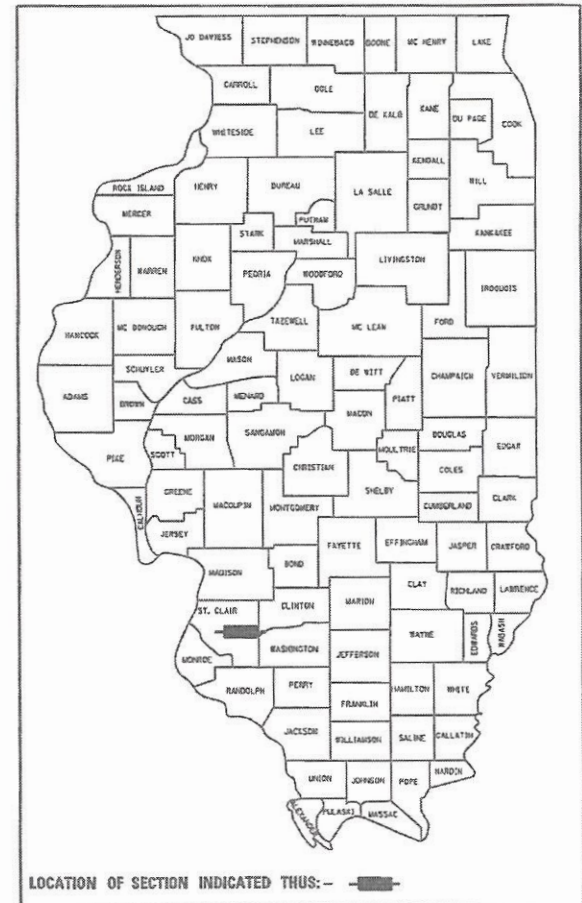 JO DAVIESS STEPHENSON WINNEBAGO BOONE MC HENRY LAKE
CARROLL OGLE DE KALB KANE DU PAGE COOK
WHITESIDE LEE KENDALL WILL
ROCK ISLAND HENRY BUREAU LA SALLE GRUNDY
MERCER STARK PUTNAM KANKAKEE
HENDERSON WARREN KNOX PEORIA MARSHALL WOODFORD LIVINGSTON IROQUOIS
HANCOCK MC DONOUGH FULTON TAZEWELL MC LEAN FORD
SCHUYLER MASON LOGAN DE WITT CHAMPAIGN VERMILION
ADAMS BROWN CASS MENARD MACON PIATT
PIKE SCOTT MORGAN SANGAMON CHRISTIAN MOULTRIE DOUGLAS EDGAR
COLES
CALHOUN GREENE MACOUPIN MONTGOMERY SHELBY CUMBERLAND CLARK
JERSEY FAYETTE EFFINGHAM JASPER CRAWFORD
MADISON BOND CLAY RICHLAND LAWRENCE
ST. CLAIR CLINTON MARION WAYNE EDWARDS WABASH
MONROE WASHINGTON JEFFERSON
RANDOLPH PERRY FRANKLIN HAMILTON WHITE
JACKSON WILLIAMSON SALINE GALLATIN
UNION JOHNSON POPE HARDIN
ALEXANDER PULASKI MASSAC
LOCATION OF SECTION INDICATED THUS:-